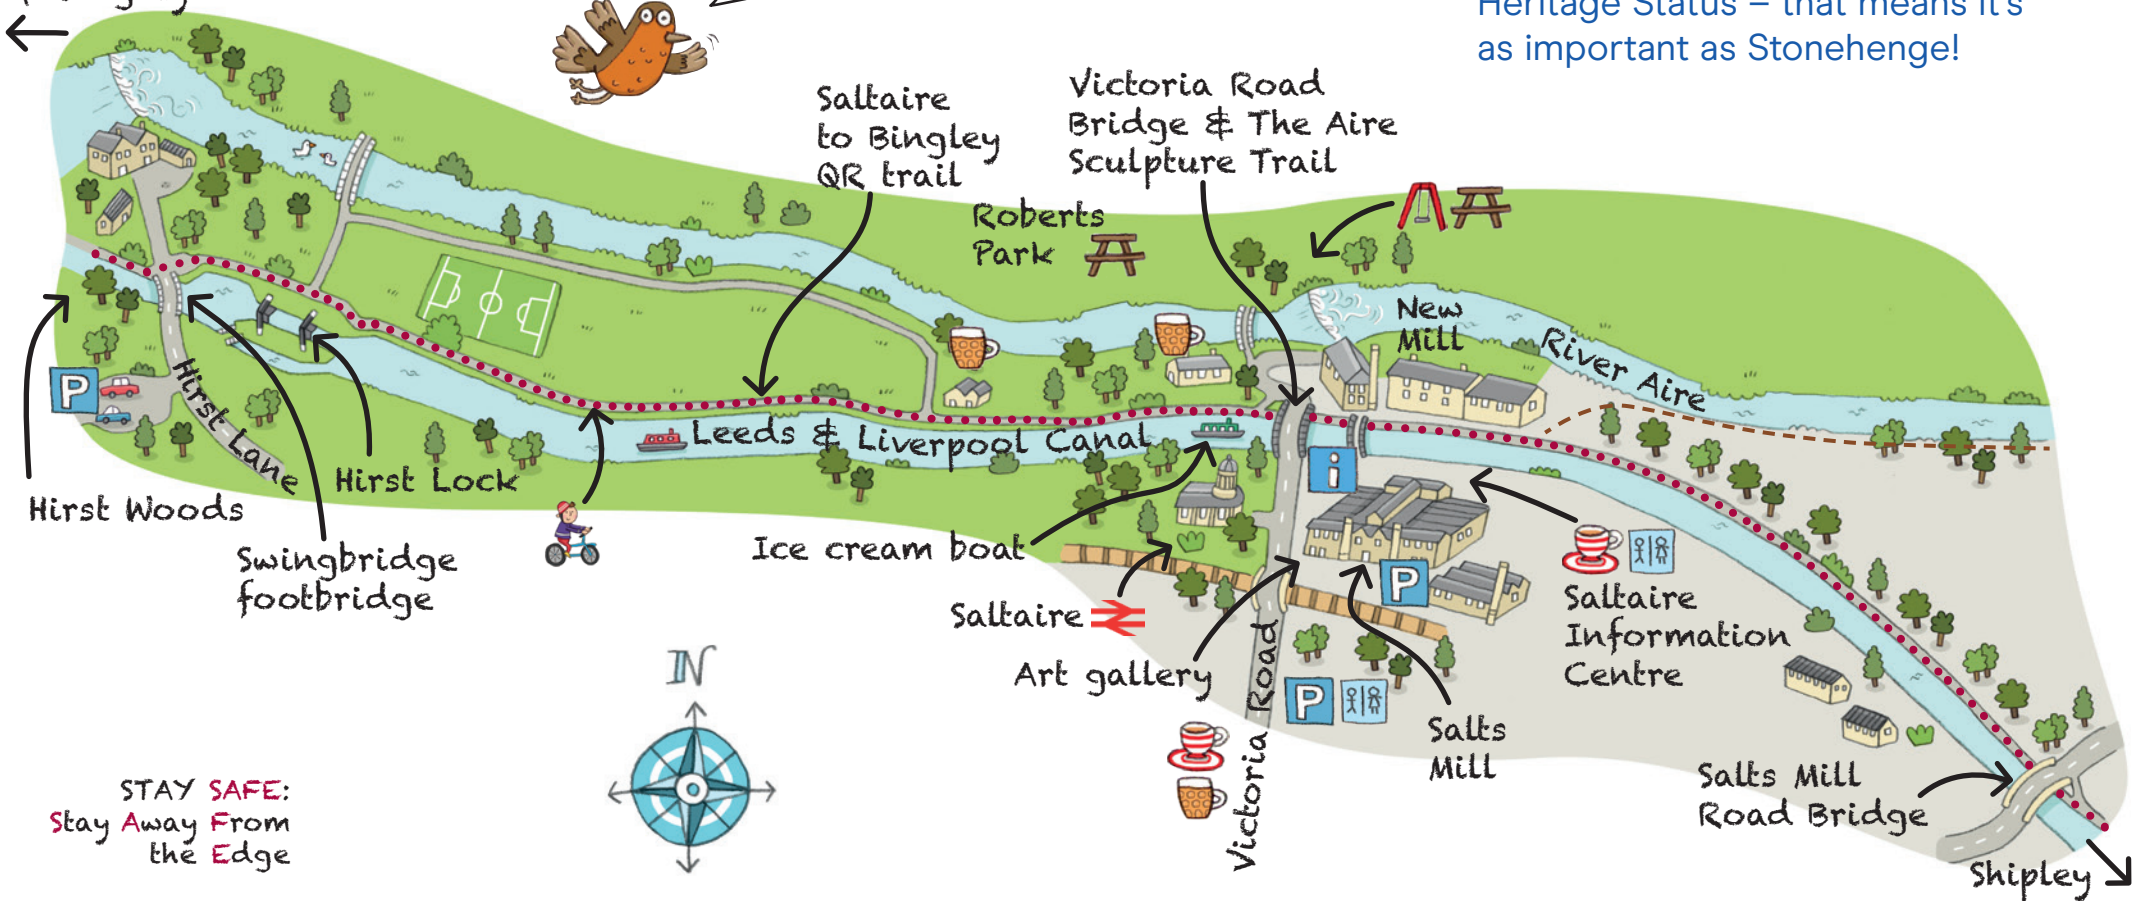 Heritage Status – that means it's
as important as Stonehenge!
Saltaire
to Bingley
QR trail
Victoria Road
Bridge & The Aire
Sculpture Trail
Roberts
Park
New
Mill
River Aire
Leeds & Liverpool Canal
P
Hirst Lane
Hirst Woods
Hirst Lock
Swingbridge
footbridge
Ice cream boat
Saltaire
Art gallery
i
P
Saltaire
Information
Centre
P
Victoria Road
Salts
Mill
Salts Mill
Road Bridge
Shipley
N
STAY SAFE:
Stay Away From
the Edge